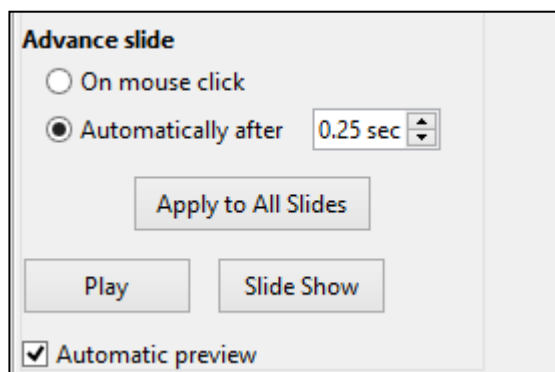 Advance slide
On mouse click
Automatically after 0.25 sec
Apply to All Slides
Play Slide Show
Automatic preview